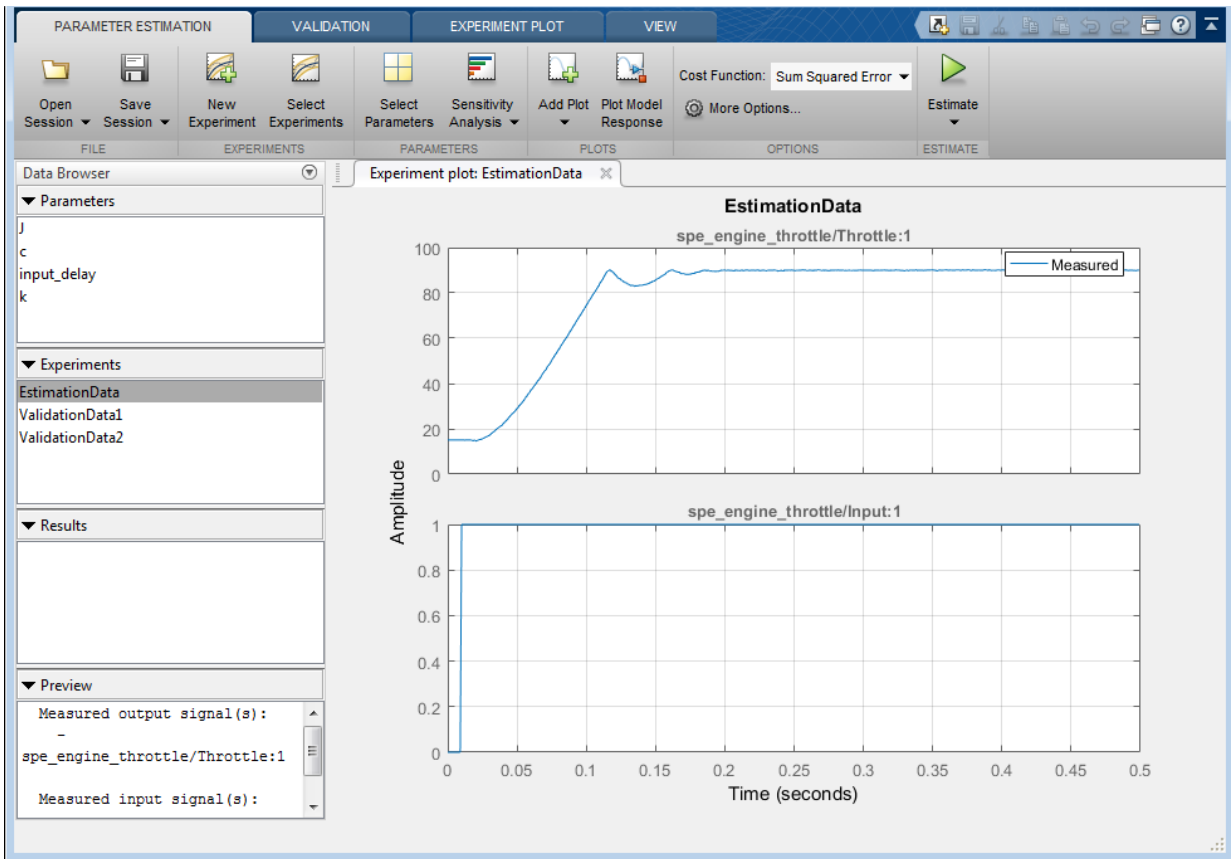 PARAMETER ESTIMATION
VALIDATION
EXPERIMENT PLOT
VIEW
Open
Session
Save
Session
New
Experiment
Select
Experiments
Select
Parameters
Sensitivity
Analysis
Add Plot
Plot Model
Response
Cost Function: Sum Squared Error
More Options...
Estimate
FILE
EXPERIMENTS
PARAMETERS
PLOTS
OPTIONS
ESTIMATE
Data Browser
Parameters
J
c
input_delay
k
Experiments
EstimationData
ValidationData1
ValidationData2
Results
Preview
Measured output signal(s):
-
spe_engine_throttle/Throttle:1
Measured input signal(s):
Experiment plot: EstimationData
EstimationData
spe_engine_throttle/Throttle:1
Measured
100
80
60
40
20
0
Amplitude
spe_engine_throttle/Input:1
1
0.8
0.6
0.4
0.2
0
0 0.05 0.1 0.15 0.2 0.25 0.3 0.35 0.4 0.45 0.5
Time (seconds)